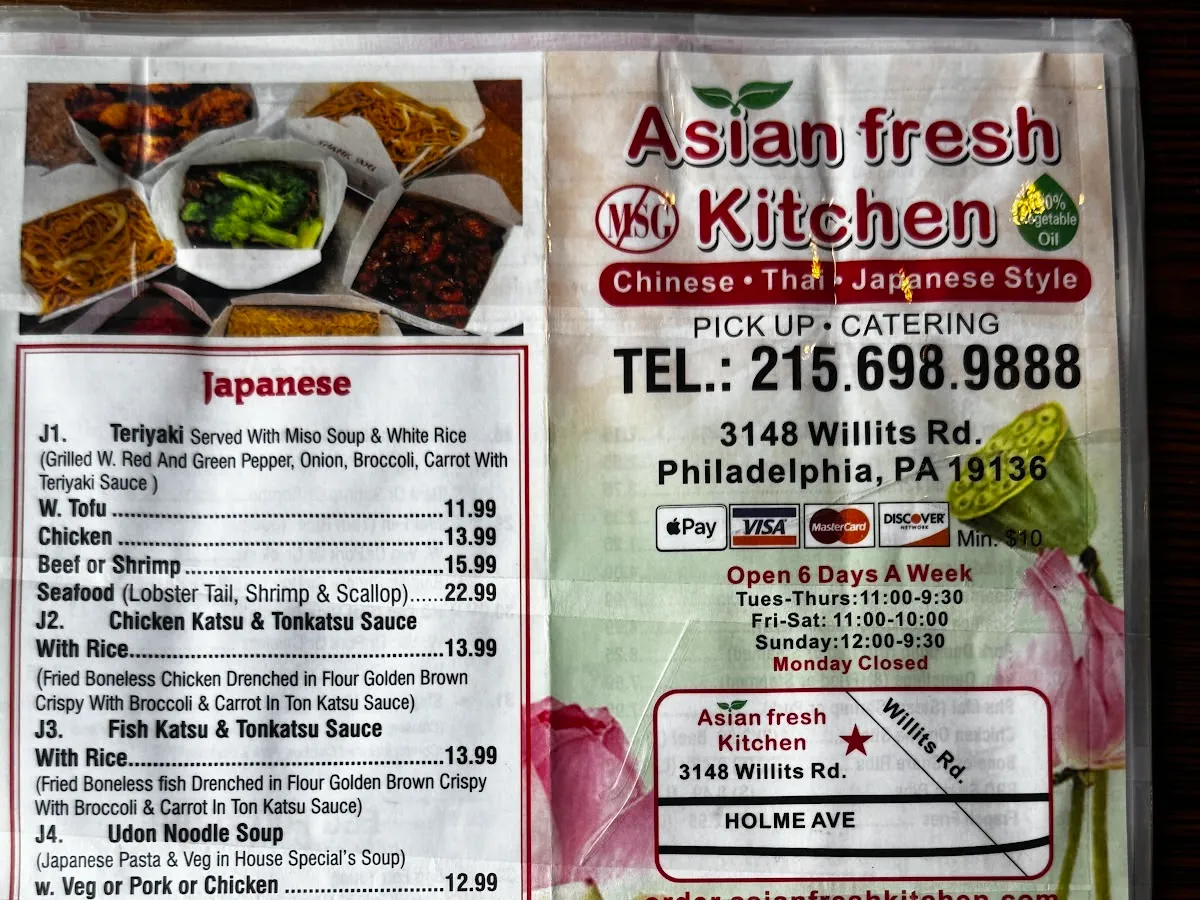 Japanese
J1. Teriyaki Served With Miso Soup & White Rice
(Grilled W. Red And Green Pepper, Onion, Broccoli, Carrot With
Teriyaki Sauce )
W. Tofu ................................................11.99
Chicken ...............................................13.99
Beef or Shrimp......................................15.99
Seafood (Lobster Tail, Shrimp & Scallop)......22.99
J2. Chicken Katsu & Tonkatsu Sauce
With Rice..............................................13.99
(Fried Boneless Chicken Drenched in Flour Golden Brown
Crispy With Broccoli & Carrot In Ton Katsu Sauce)
J3. Fish Katsu & Tonkatsu Sauce
With Rice..............................................13.99
(Fried Boneless fish Drenched in Flour Golden Brown Crispy
With Broccoli & Carrot In Ton Katsu Sauce)
J4. Udon Noodle Soup
(Japanese Pasta & Veg in House Special's Soup)
w. Veg or Pork or Chicken .......................12.99
Asian fresh
Kitchen
MSG
Oil
Chinese • Thai • Japanese Style
PICK UP • CATERING
TEL.: 215.698.9888
3148 Willits Rd.
Philadelphia, PA 19136
Pay VISA MasterCard DISCOVER NETWORK Min. $10
Open 6 Days A Week
Tues-Thurs:11:00-9:30
Fri-Sat: 11:00-10:00
Sunday:12:00-9:30
Monday Closed
Asian fresh
Kitchen
3148 Willits Rd.
Willits Rd.
HOLME AVE
order.asianfreshkitchen.com